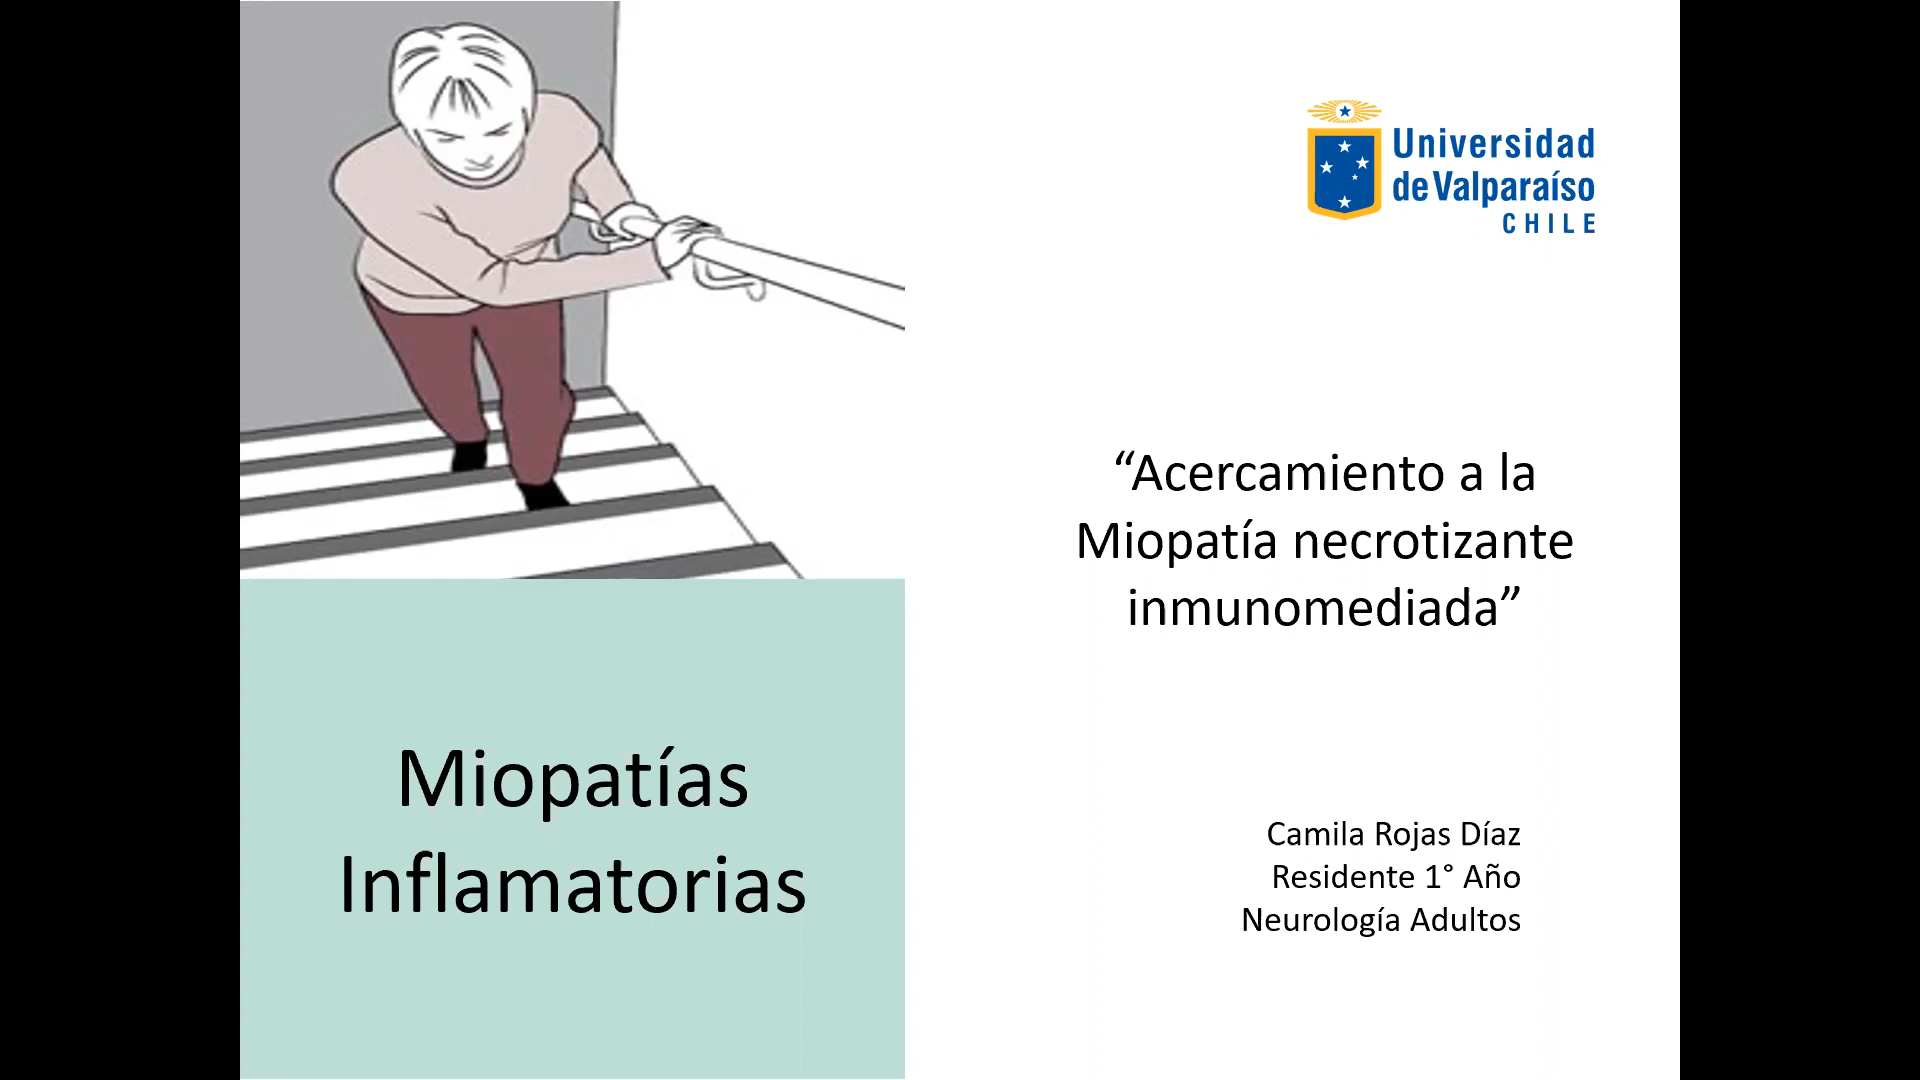 Universidad
de Valparaíso
CHILE
“Acercamiento a la
Miopatía necrotizante
inmunomediada”
Miopatías
Inflamatorias
Camila Rojas Díaz
Residente 1° Año
Neurología Adultos